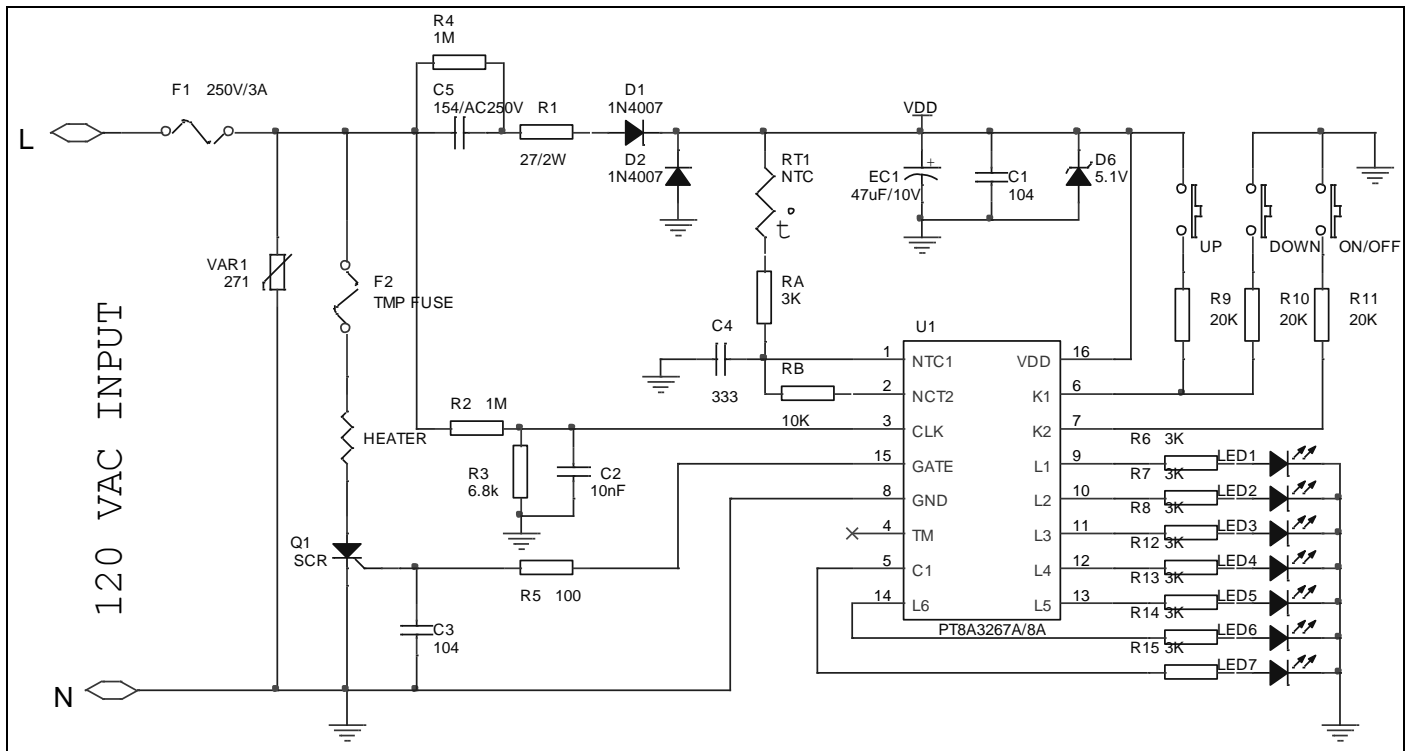 R4
1M
F1 250V/3A
C5
154/AC250V
R1
27/2W
D1
1N4007
D2
1N4007
VDD
L
RT1
NTC
t°
EC1
+
47uF/10V
C1
104
D6
5.1V
UP
DOWN
ON/OFF
VAR1
271
F2
TMP FUSE
RA
3K
R9
20K
R10
20K
R11
20K
120 VAC INPUT
C4
333
RB
10K
U1
1 NTC1 VDD 16
2 NCT2 K1 6
3 CLK K2 7
15 GATE L1 9
8 GND L2 10
4 TM L3 11
5 C1 L4 12
14 L6 L5 13
PT8A3267A/8A
R2 1M
HEATER
R3
6.8k
C2
10nF
R6 3K
LED1
R7 3K
LED2
R8 3K
LED3
R12 3K
LED4
R13 3K
LED5
R14 3K
LED6
R15 3K
LED7
Q1
SCR
R5 100
C3
104
N